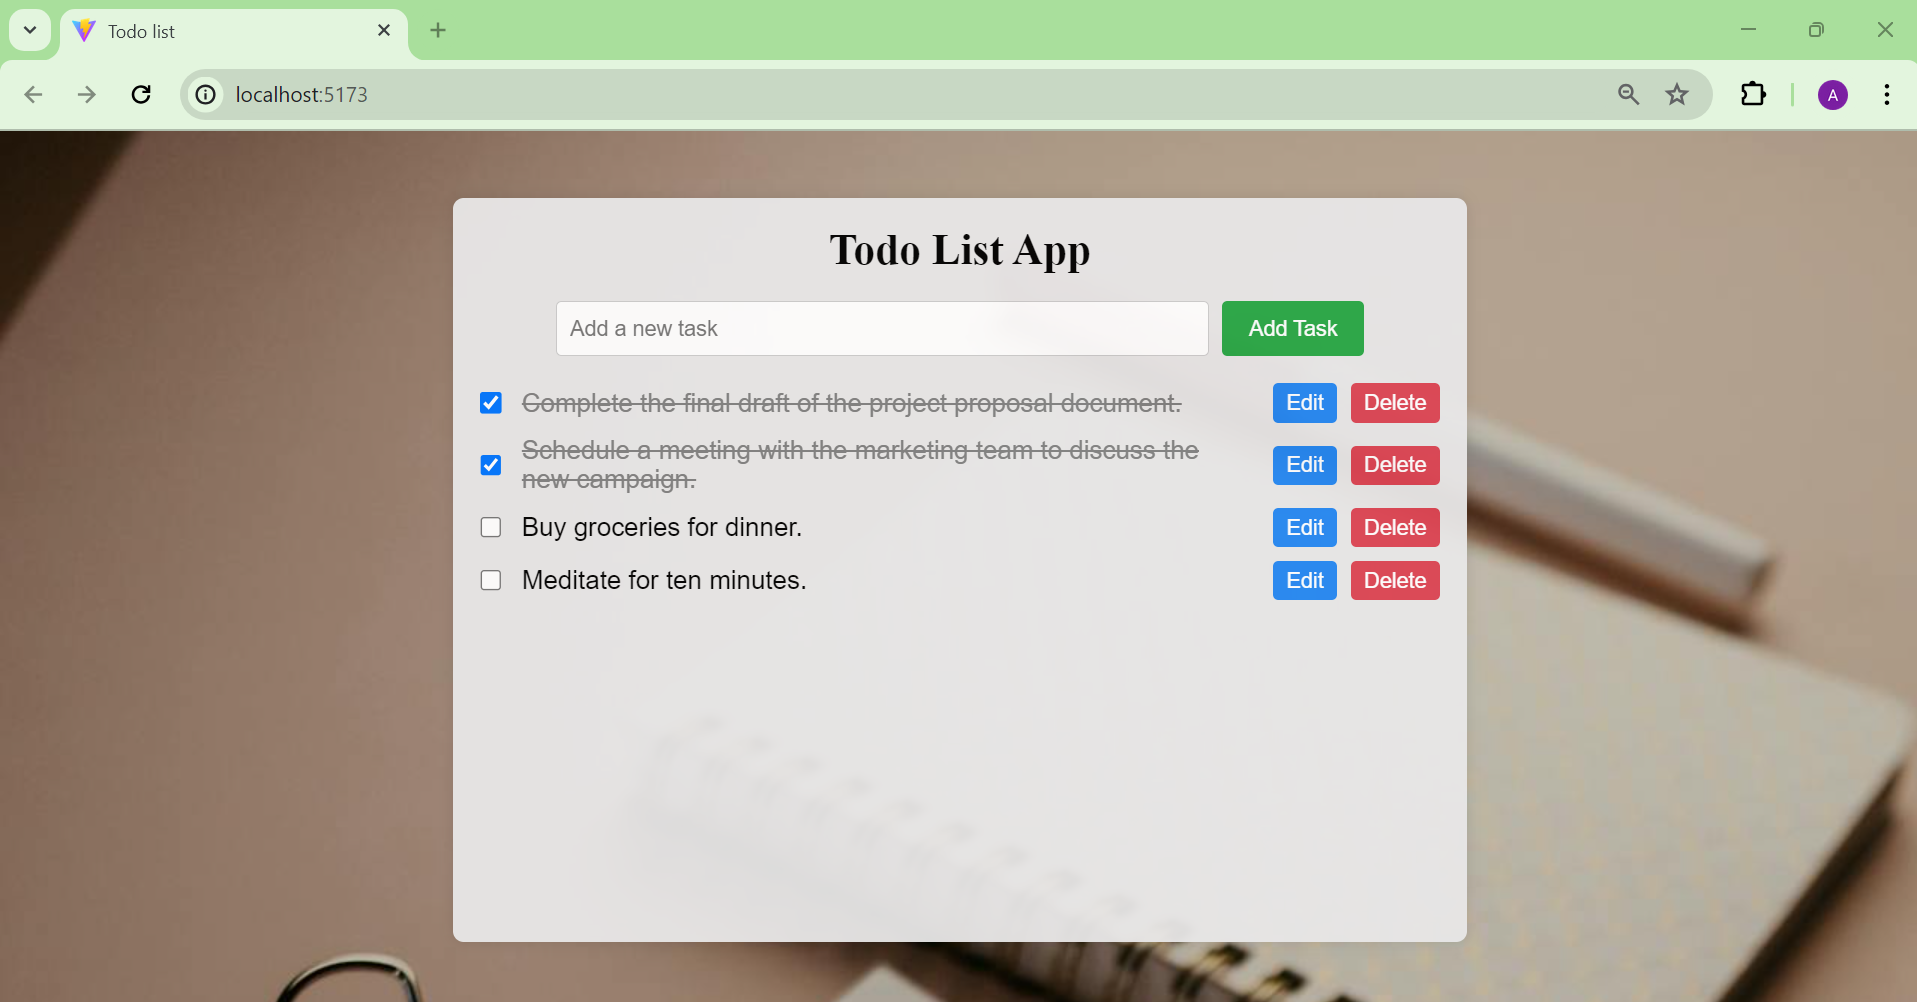 Todo list
localhost:5173
A
Todo List App
Add a new task
Add Task
Complete the final draft of the project proposal document.
Edit
Delete
Schedule a meeting with the marketing team to discuss the
new campaign.
Edit
Delete
Buy groceries for dinner.
Edit
Delete
Meditate for ten minutes.
Edit
Delete